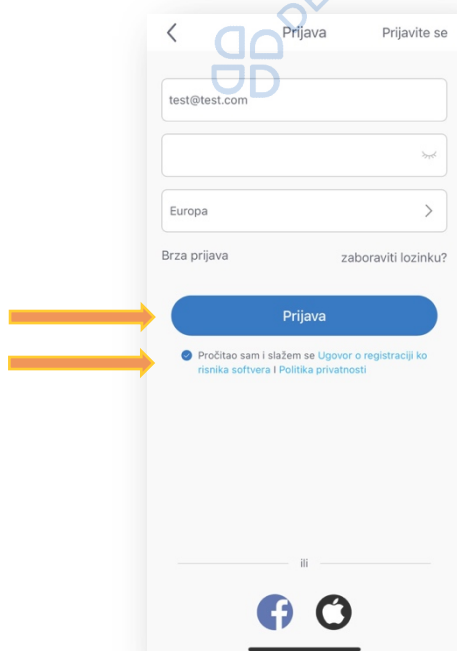 Prijava
Prijavite se
test@test.com
Europa
Brza prijava
zaboraviti lozinku?
Prijava
Pročitao sam i slažem se Ugovor o registraciji ko
risnika softvera I Politika privatnosti
ili